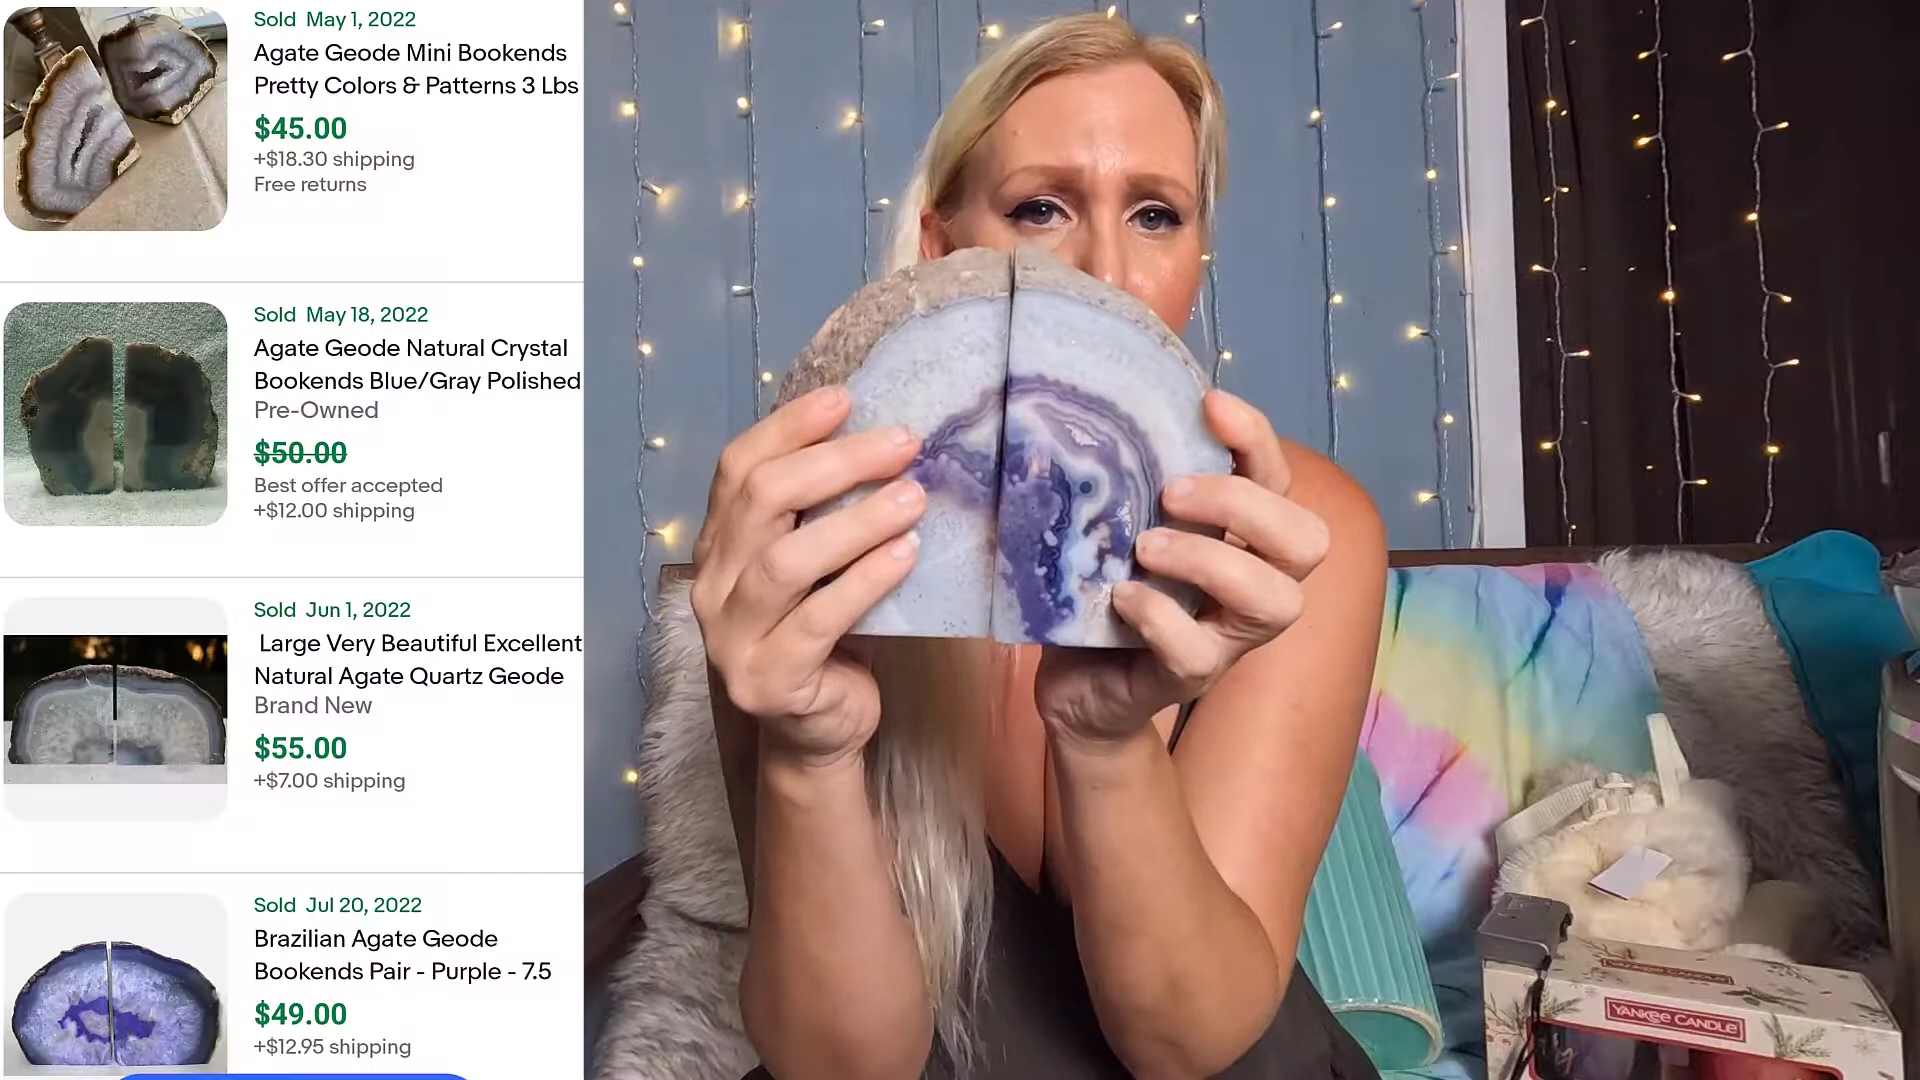 Sold May 1, 2022
Agate Geode Mini Bookends
Pretty Colors & Patterns 3 Lbs
$45.00
+$18.30 shipping
Free returns
Sold May 18, 2022
Agate Geode Natural Crystal
Bookends Blue/Gray Polished
Pre-Owned
$50.00
Best offer accepted
+$12.00 shipping
Sold Jun 1, 2022
Large Very Beautiful Excellent
Natural Agate Quartz Geode
Brand New
$55.00
+$7.00 shipping
Sold Jul 20, 2022
Brazilian Agate Geode
Bookends Pair - Purple - 7.5
$49.00
+$12.95 shipping
YANKEE CANDLE
YANKEE CANDLE